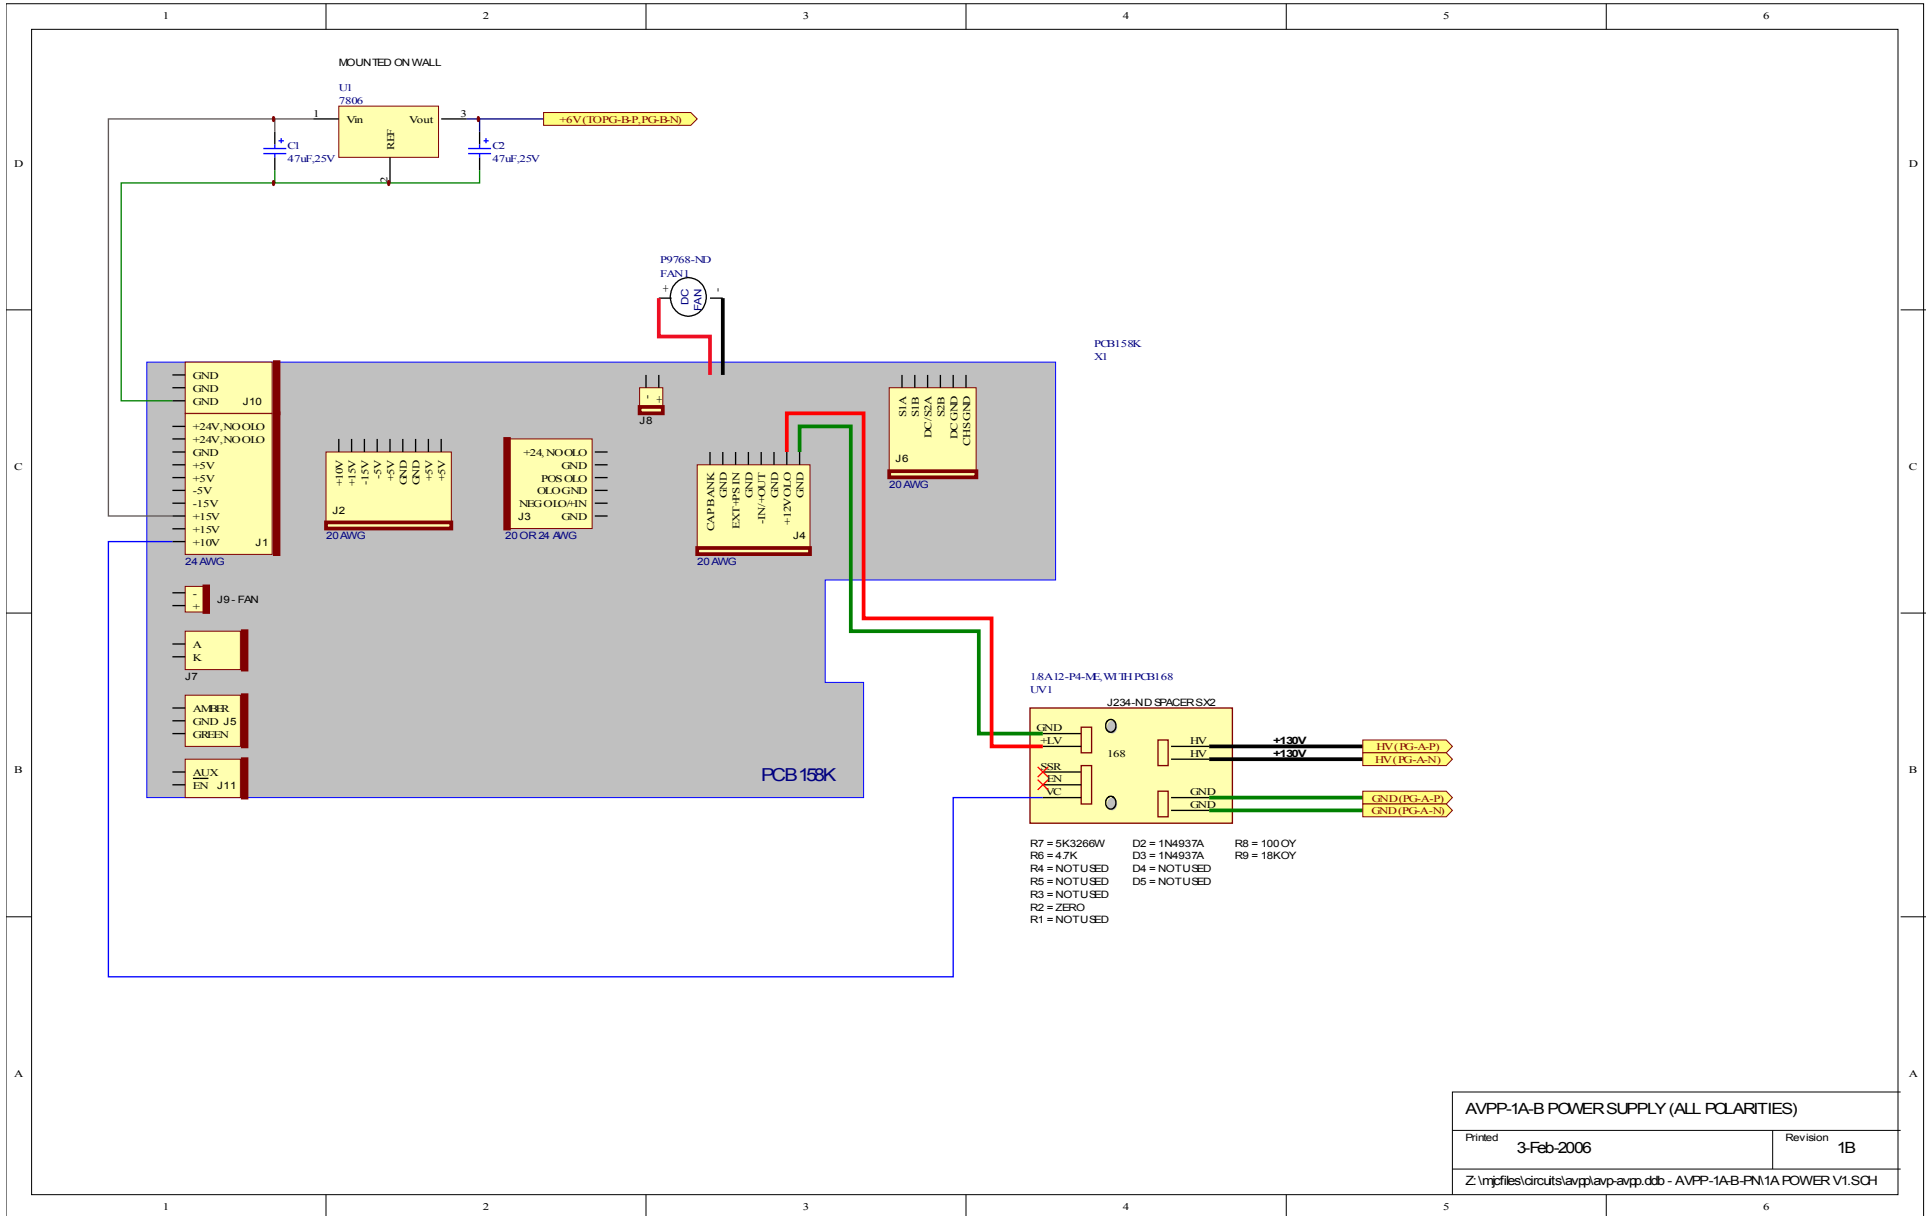 1 2 3 4 5 6
MOUNTED ON WALL
U1
7806
1 Vin Vout 3
REF
2
+6V (TO PG-B-P, PG-B-N)
+ C1
47uF, 25V
+ C2
47uF, 25V
D D
P9768-ND
FAN1
+ -
DC
FAN
PCB158K
X1
GND
GND
GND J10
+24V, NO OLO
+24V, NO OLO
GND
+5V
+5V
-5V
-15V
+15V
+15V
+10V J1
24 AWG
+10V
+15V
-15V
-5V
+5V
GND
GND
+5V
+5V
J2
20 AWG
+24, NO OLO
GND
POS OLO
OLO GND
NEG OLO/+IN
J3 GND
20 OR 24 AWG
- +
J8
CAP BANK
GND
EXT +PS IN
GND
-IN/+OUT
GND
+12V OLO
GND
J4
20 AWG
S1A
S1B
DC/S2A
S2B
DC GND
CHS GND
J6
20 AWG
C C
-
+
J9 - FAN
A
K
J7
AMBER
GND J5
GREEN
AUX
EN J11
PCB 158K
1.8A12-P4-ME, WITH PCB168
UV1
J234-ND SPACERS X2
GND
+LV
168
SSR
EN
VC
HV +130V HV (PG-A-P)
HV +130V HV (PG-A-N)
GND GND (PG-A-P)
GND GND (PG-A-N)
B B
R7 = 5K 3266W D2 = 1N4937A R8 = 100 OY
R6 = 4.7K D3 = 1N4937A R9 = 18K OY
R4 = NOT USED D4 = NOT USED
R5 = NOT USED D5 = NOT USED
R3 = NOT USED
R2 = ZERO
R1 = NOT USED
A A
AVPP-1A-B POWER SUPPLY (ALL POLARITIES)
Printed 3-Feb-2006 Revision 1B
Z:\mjcfiles\circuits\avpp\avp-avpp.ddb - AVPP-1A-B-PN\1A POWER V1.SCH
1 2 3 4 5 6